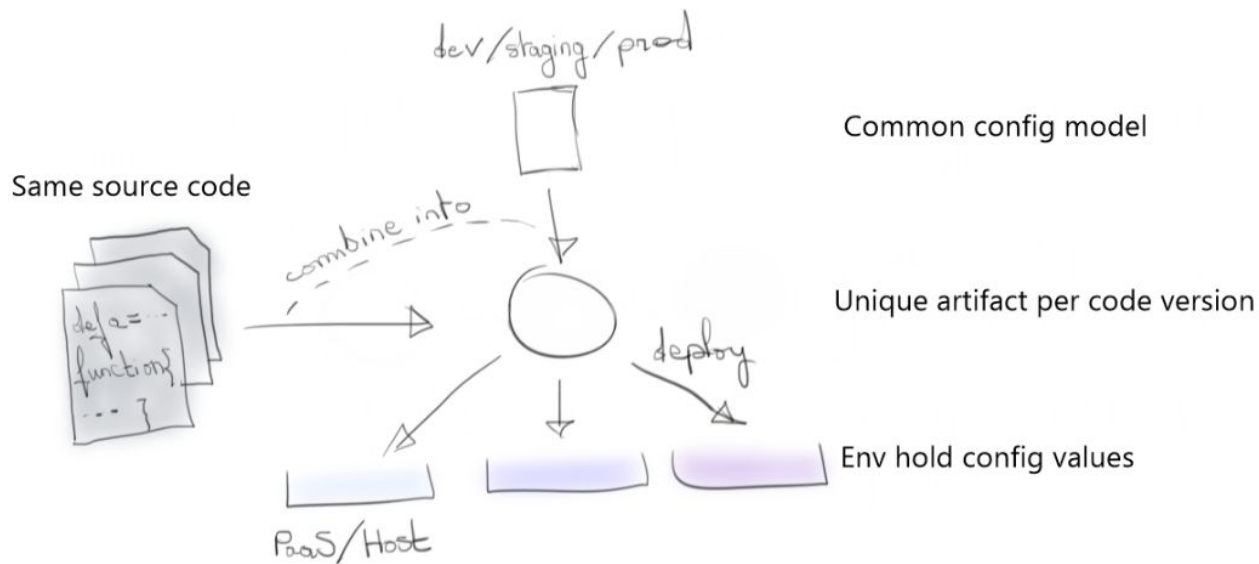 dev/staging/prod
Common config model
Same source code
combine into
def a=...
function{
... }
Unique artifact per code version
deploy
Env hold config values
PaaS/Host